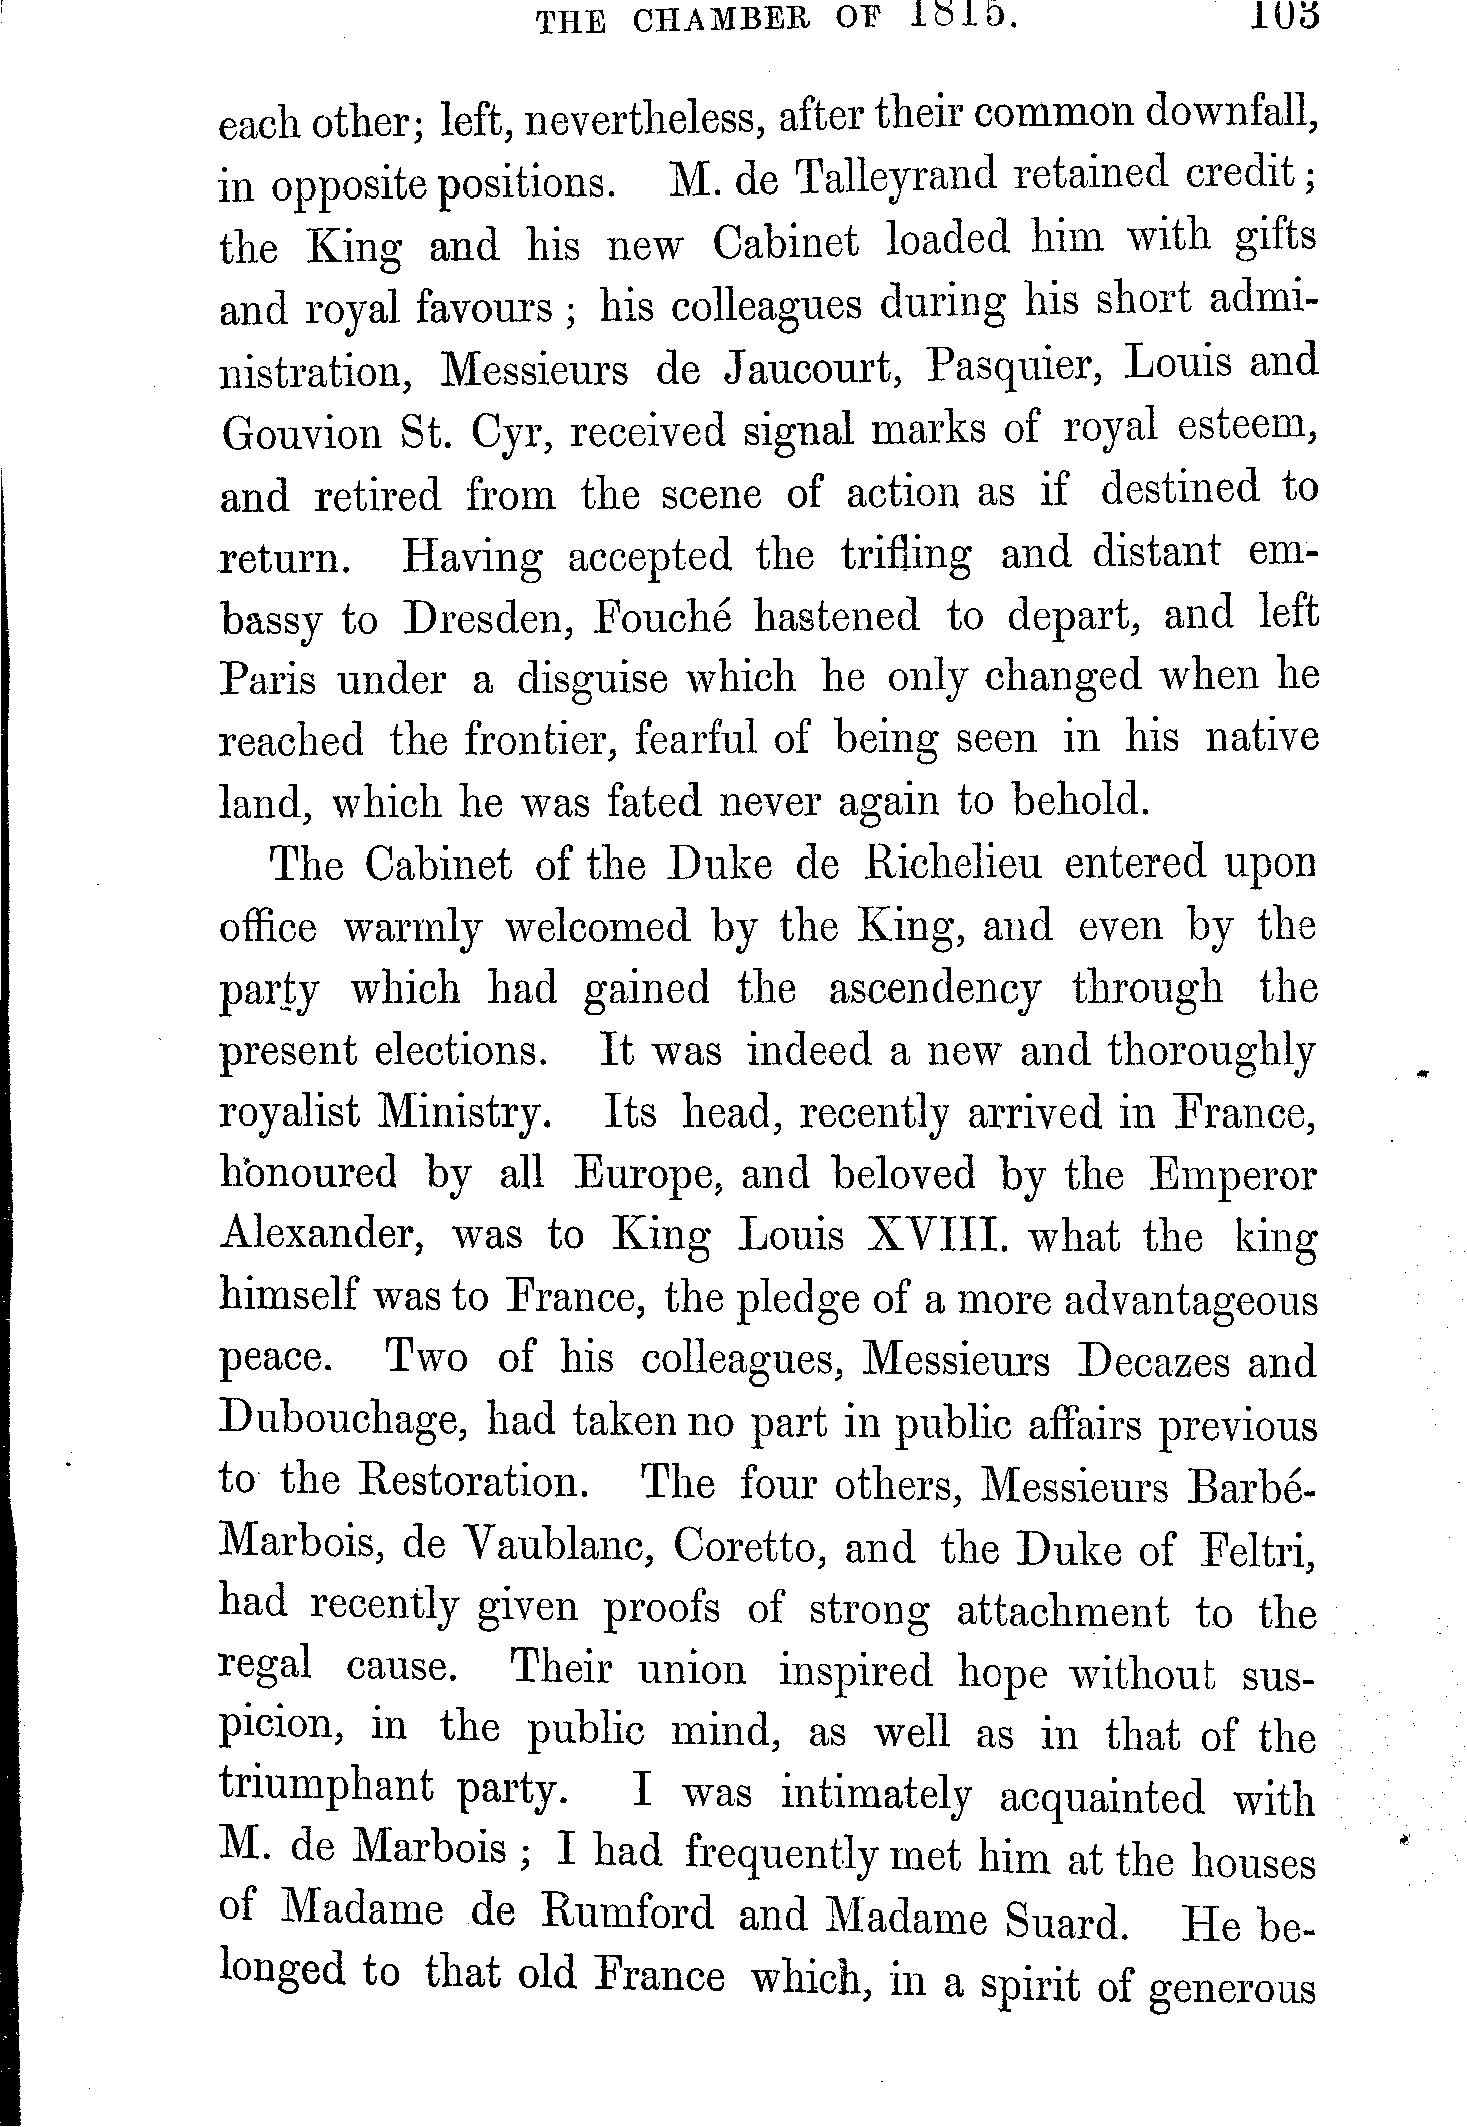 THE CHAMBER OF 1815. 103
each other; left, nevertheless, after their common downfall,
in opposite positions. M. de Talleyrand retained credit;
the King and his new Cabinet loaded him with gifts
and royal favours; his colleagues during his short admi-
nistration, Messieurs de Jaucourt, Pasquier, Louis and
Gouvion St. Cyr, received signal marks of royal esteem,
and retired from the scene of action as if destined to
return. Having accepted the trifling and distant em-
bassy to Dresden, Fouché hastened to depart, and left
Paris under a disguise which he only changed when he
reached the frontier, fearful of being seen in his native
land, which he was fated never again to behold.
The Cabinet of the Duke de Richelieu entered upon
office warmly welcomed by the King, and even by the
party which had gained the ascendency through the
present elections. It was indeed a new and thoroughly
royalist Ministry. Its head, recently arrived in France,
honoured by all Europe, and beloved by the Emperor
Alexander, was to King Louis XVIII. what the king
himself was to France, the pledge of a more advantageous
peace. Two of his colleagues, Messieurs Decazes and
Dubouchage, had taken no part in public affairs previous
to the Restoration. The four others, Messieurs Barbé-
Marbois, de Vaublanc, Coretto, and the Duke of Feltri,
had recently given proofs of strong attachment to the
regal cause. Their union inspired hope without sus-
picion, in the public mind, as well as in that of the
triumphant party. I was intimately acquainted with
M. de Marbois; I had frequently met him at the houses
of Madame de Rumford and Madame Suard. He be-
longed to that old France which, in a spirit of generous